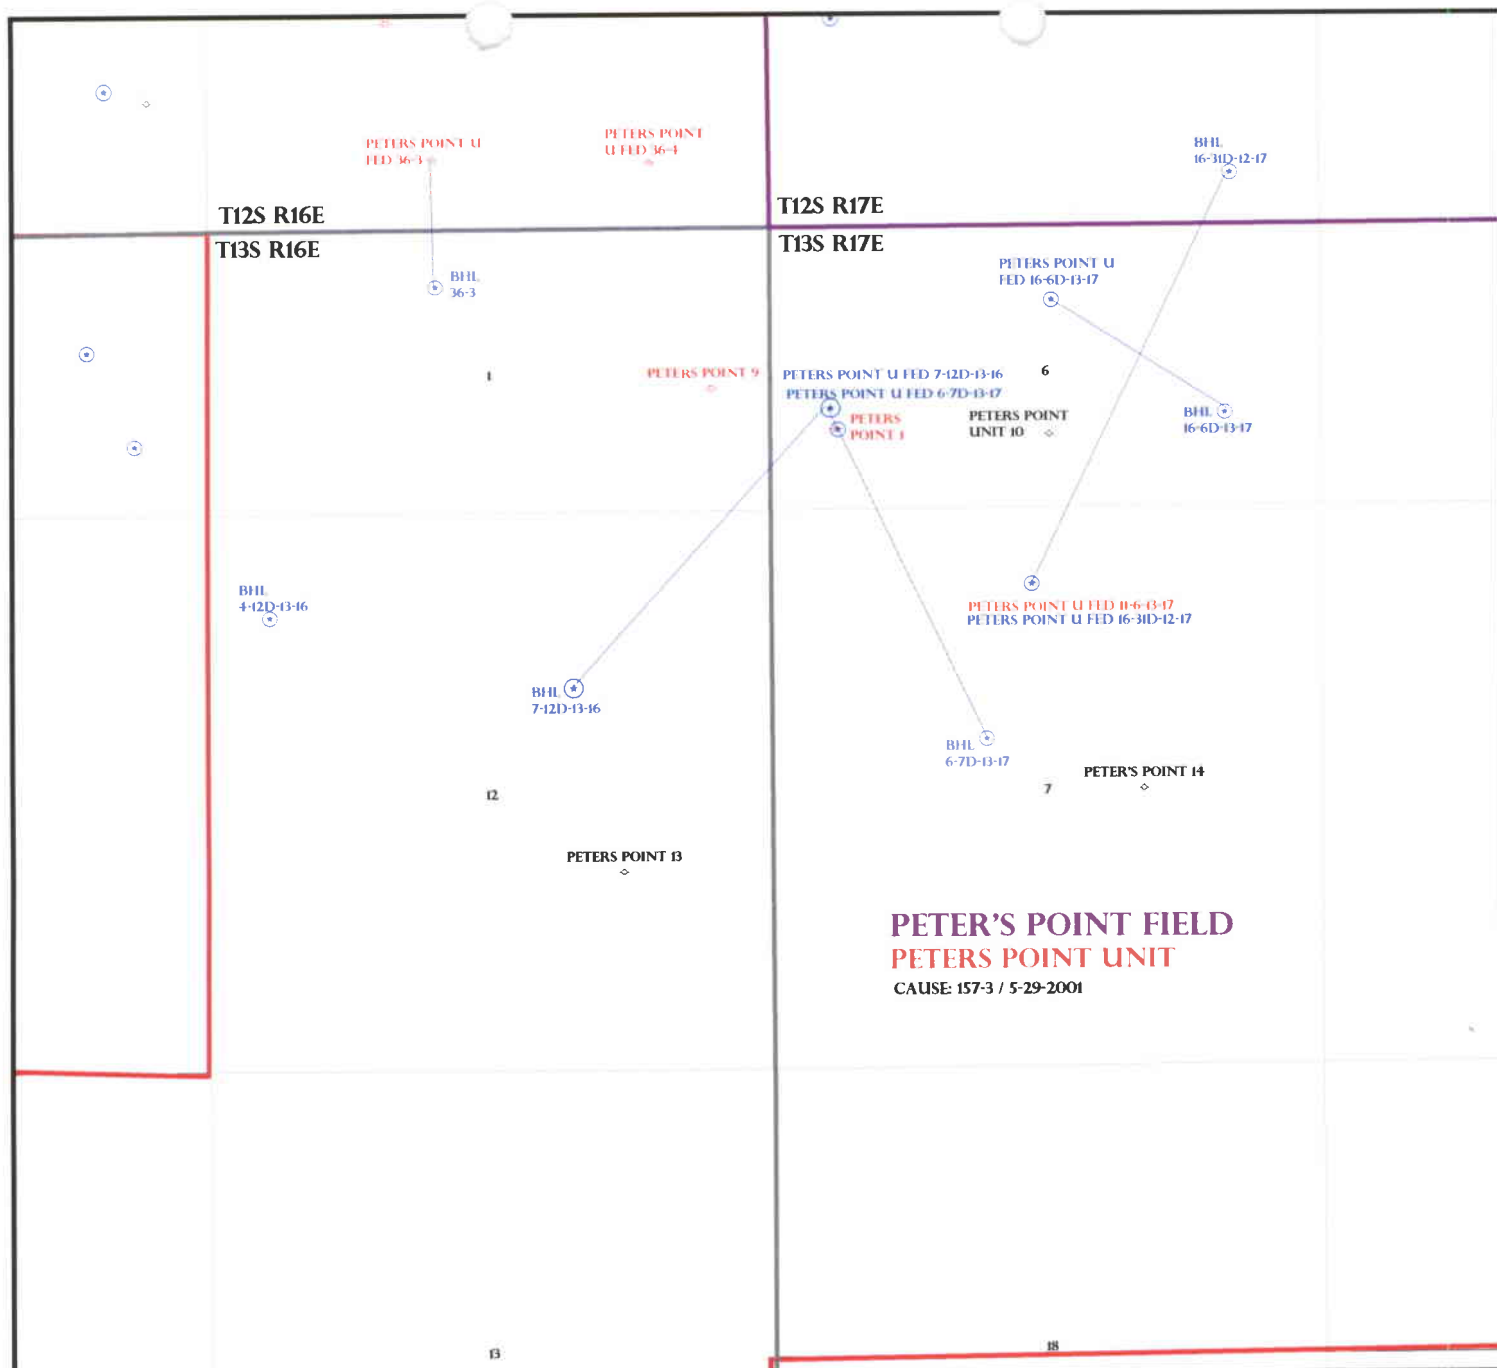 PETERS POINT U
FED 36-3
PETERS POINT
U FED 36-4
BHL
16-31D-12-17
T12S R16E
T12S R17E
T13S R16E
T13S R17E
BHL
36-3
PETERS POINT U
FED 16-6D-13-17
1
PETERS POINT 9
PETERS POINT U FED 7-12D-13-16
6
PETERS POINT U FED 6-7D-13-17
PETERS
POINT 1
PETERS POINT
UNIT 10
BHL
16-6D-13-17
BHL
4-12D-13-16
PETERS POINT U FED 11-6-13-17
PETERS POINT U FED 16-31D-12-17
BHL
7-12D-13-16
BHL
6-7D-13-17
PETER'S POINT 14
7
12
PETERS POINT 13
PETER'S POINT FIELD
PETERS POINT UNIT
CAUSE: 157-3 / 5-29-2001
13
18